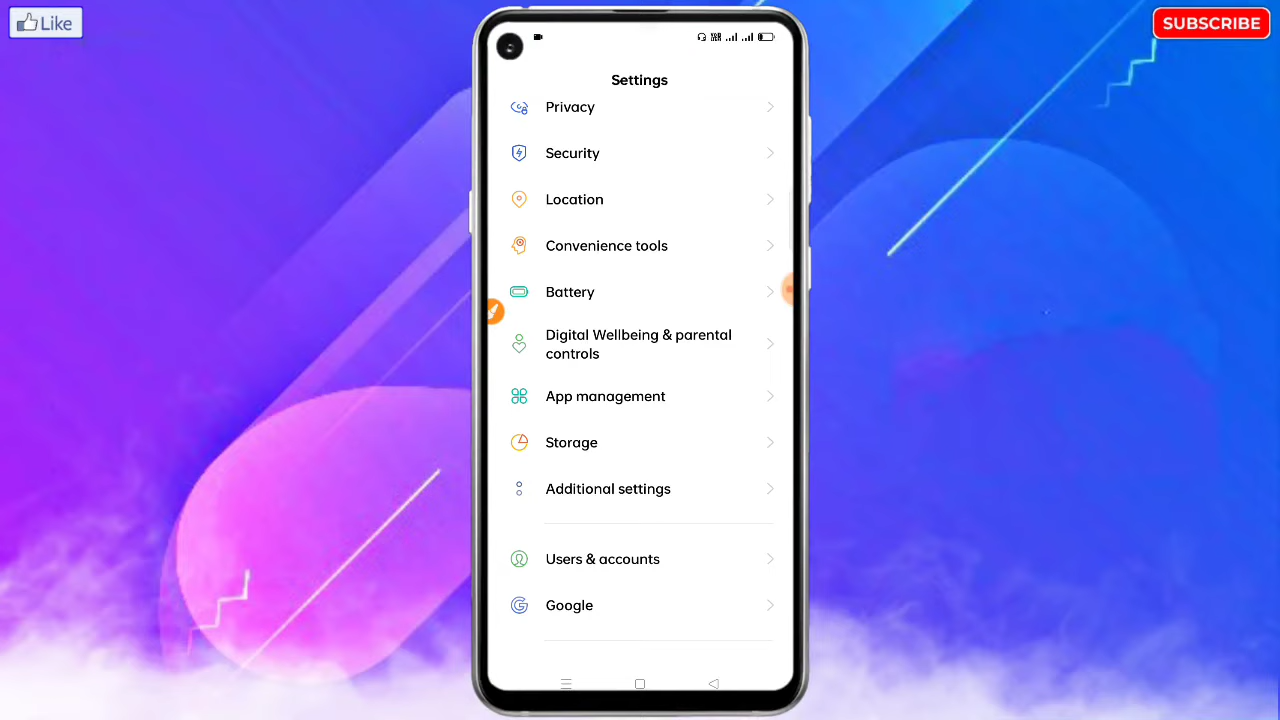 Like
SUBSCRIBE
Settings
Privacy
Security
Location
Convenience tools
Battery
Digital Wellbeing & parental
controls
App management
Storage
Additional settings
Users & accounts
Google